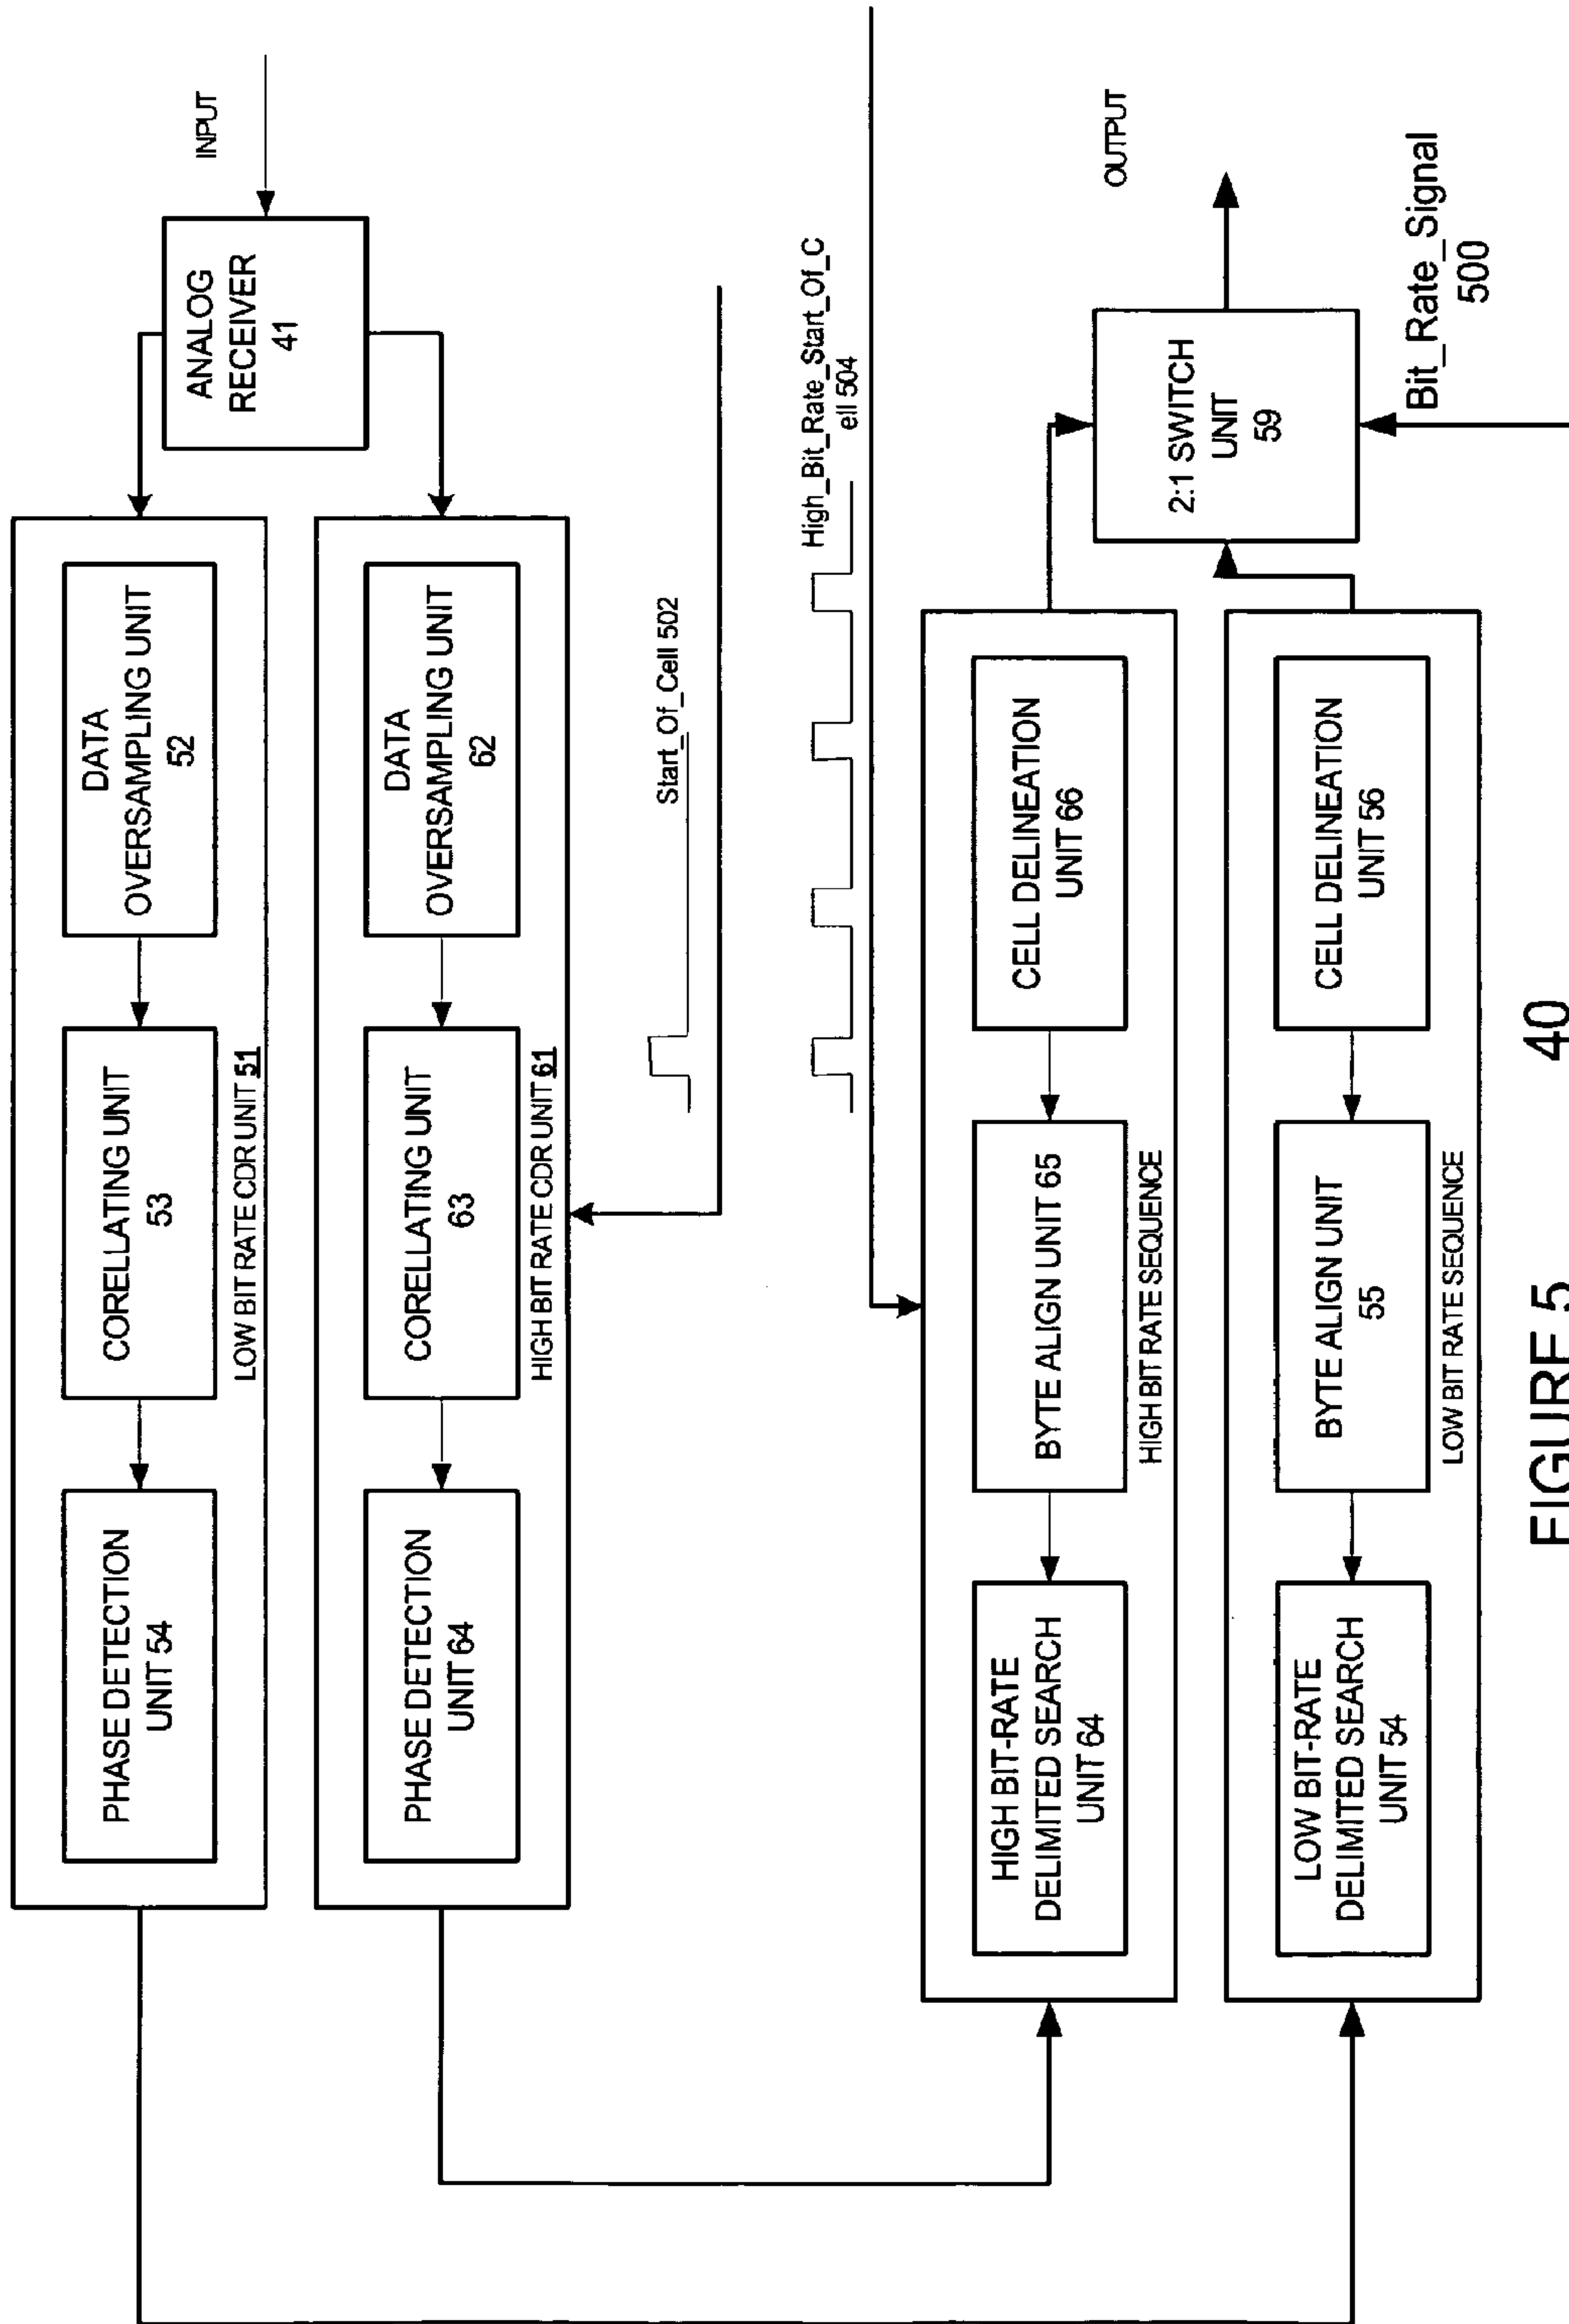 INPUT
ANALOG
RECEIVER
41
DATA
OVERSAMPLING UNIT
52
CORELLATING UNIT
53
PHASE DETECTION
UNIT 54
LOW BIT RATE CDR UNIT 51
DATA
OVERSAMPLING UNIT
62
CORELLATING UNIT
63
PHASE DETECTION
UNIT 64
HIGH BIT RATE CDR UNIT 61
Start_Of_Cell 502
High_Bit_Rate_Start_Of_C
ell 504
HIGH BIT-RATE
DELIMITED SEARCH
UNIT 64
BYTE ALIGN UNIT 65
CELL DELINEATION
UNIT 66
HIGH BIT RATE SEQUENCE
LOW BIT-RATE
DELIMITED SEARCH
UNIT 54
BYTE ALIGN UNIT
55
CELL DELINEATION
UNIT 56
LOW BIT RATE SEQUENCE
2:1 SWITCH
UNIT
59
OUTPUT
Bit_Rate_Signal
500
40
FIGURE 5